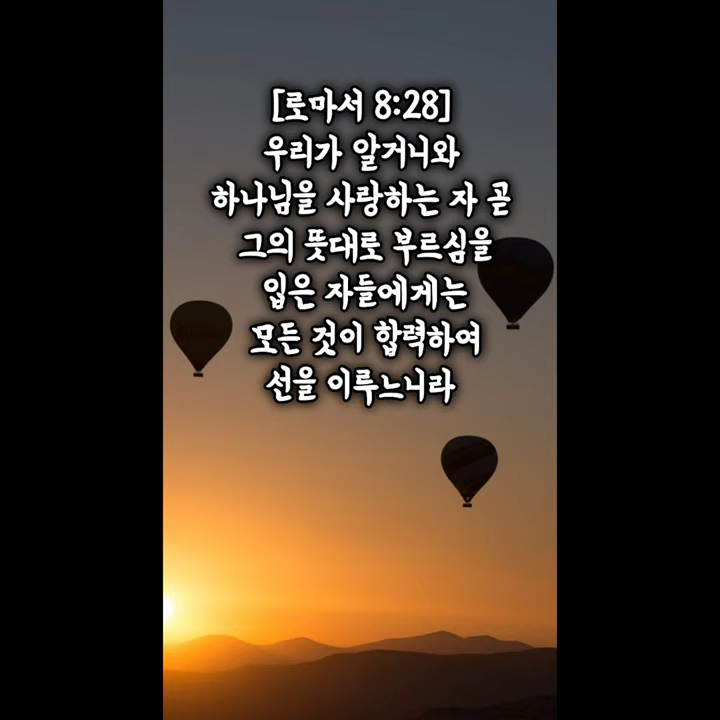 [로마서 8:28]
우리가 알거니와
하나님을 사랑하는 자 곧
그의 뜻대로 부르심을
입은 자들에게는
모든 것이 합력하여
선을 이루느니라